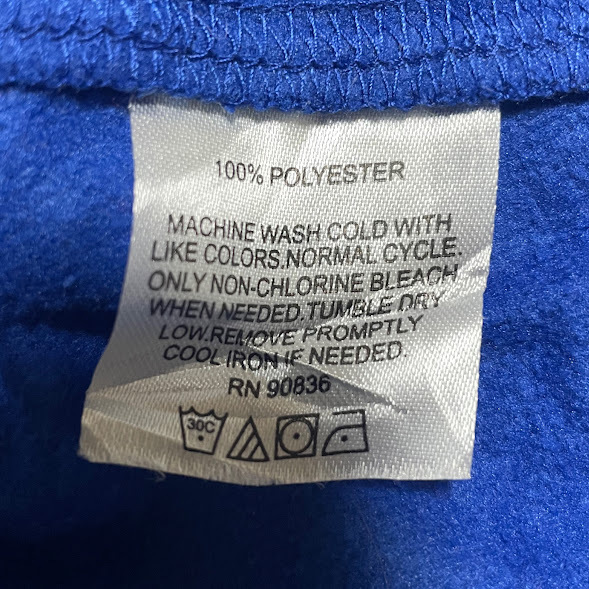 100% POLYESTER
MACHINE WASH COLD WITH
LIKE COLORS.NORMAL CYCLE.
ONLY NON-CHLORINE BLEACH
WHEN NEEDED.TUMBLE DRY
LOW.REMOVE PROMPTLY
COOL IRON IF NEEDED.
RN 90836
30C